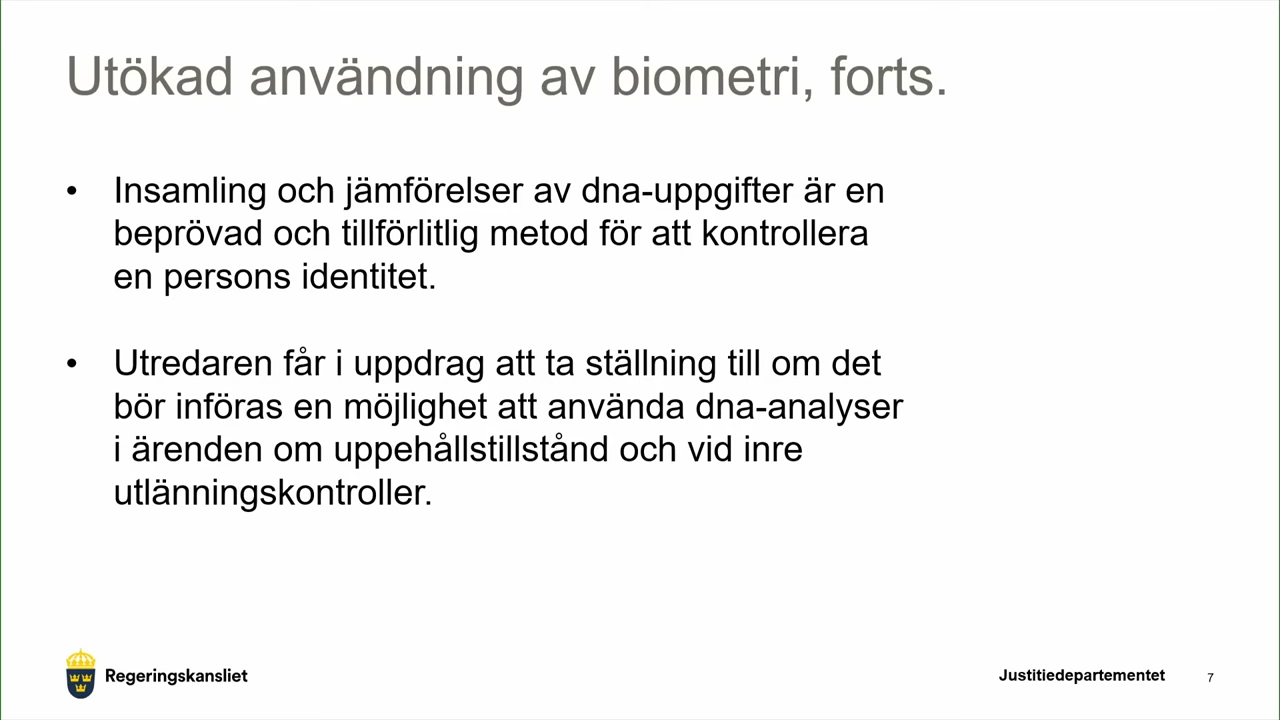 Utökad användning av biometri, forts.
• Insamling och jämförelser av dna-uppgifter är en
beprövad och tillförlitlig metod för att kontrollera
en persons identitet.
• Utredaren får i uppdrag att ta ställning till om det
bör införas en möjlighet att använda dna-analyser
i ärenden om uppehållstillstånd och vid inre
utlänningskontroller.
Regeringskansliet
Justitiedepartementet 7